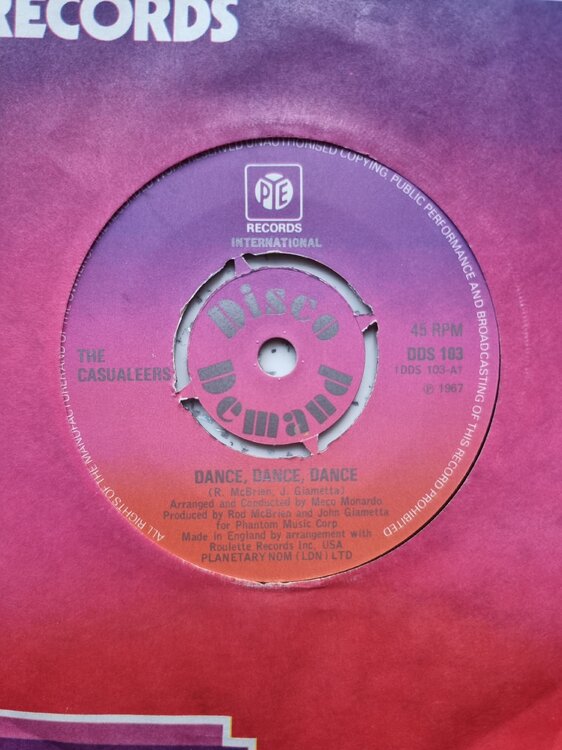 RECORDS
ALL RIGHTS OF THE MANUFACTURER AND OF THE
UNAUTHORISED COPYING, PUBLIC PERFORMANCE AND BROADCASTING OF THIS RECORD PROHIBITED
PYE
RECORDS
INTERNATIONAL
Disco
Demand
THE
CASUALEERS
45 RPM
DDS 103
1DDS 103-A1
℗ 1967
DANCE, DANCE, DANCE
(R. McBrien, J. Giametta)
Arranged and Conducted by Meco Monardo
Produced by Rod McBrien and John Giametta
for Phantom Music Corp
Made in England by arrangement with
Roulette Records Inc. USA
PLANETARY NOM (LDN) LTD